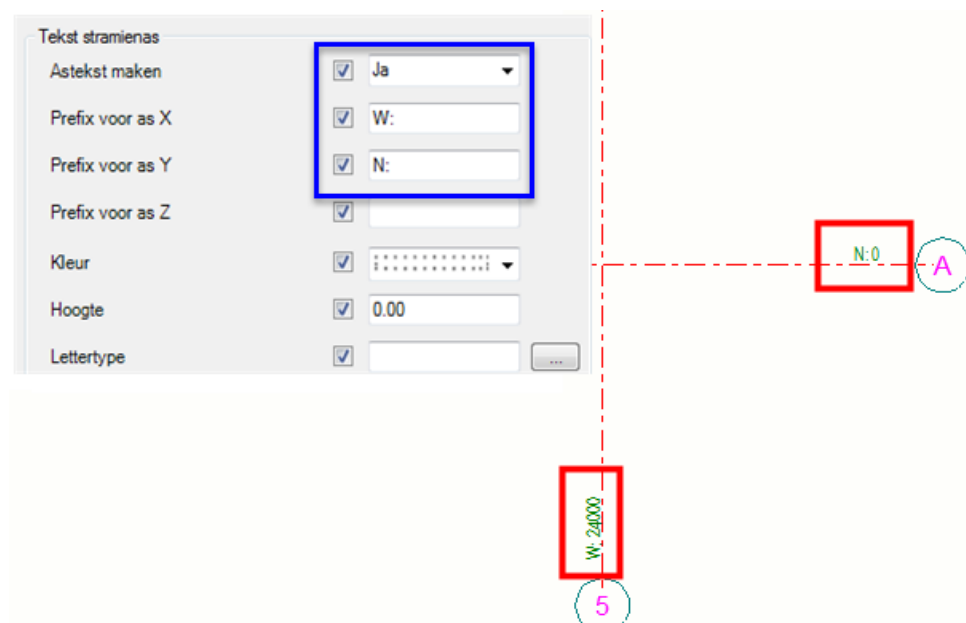 Tekst stramienas
Astekst maken Ja
Prefix voor as X W:
Prefix voor as Y N:
Prefix voor as Z
Kleur
Hoogte 0.00
Lettertype ...
N: 0
A
W: 24000
5